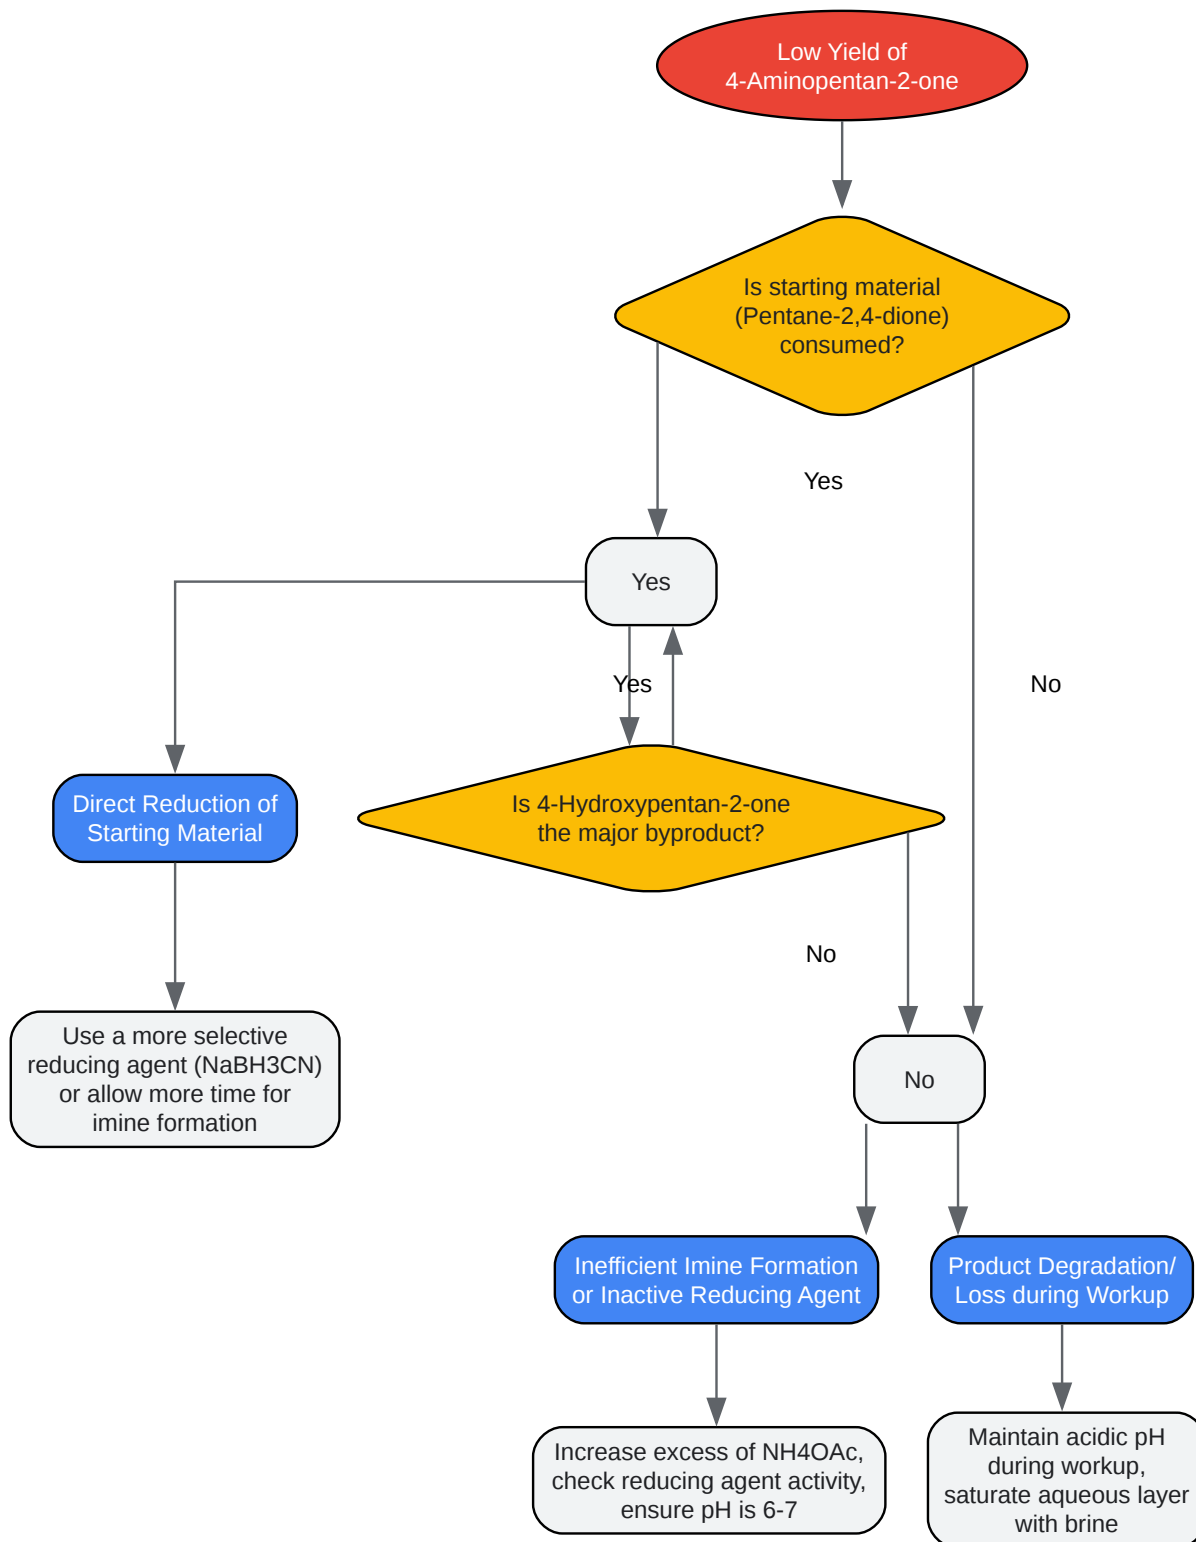 Low Yield of
4-Aminopentan-2-one
Is starting material
(Pentane-2,4-dione)
consumed?
Yes
Yes
Yes
No
Direct Reduction of
Starting Material
Is 4-Hydroxypentan-2-one
the major byproduct?
No
Use a more selective
reducing agent (NaBH3CN)
or allow more time for
imine formation
No
Inefficient Imine Formation
or Inactive Reducing Agent
Product Degradation/
Loss during Workup
Increase excess of NH4OAc,
check reducing agent activity,
ensure pH is 6-7
Maintain acidic pH
during workup,
saturate aqueous layer
with brine